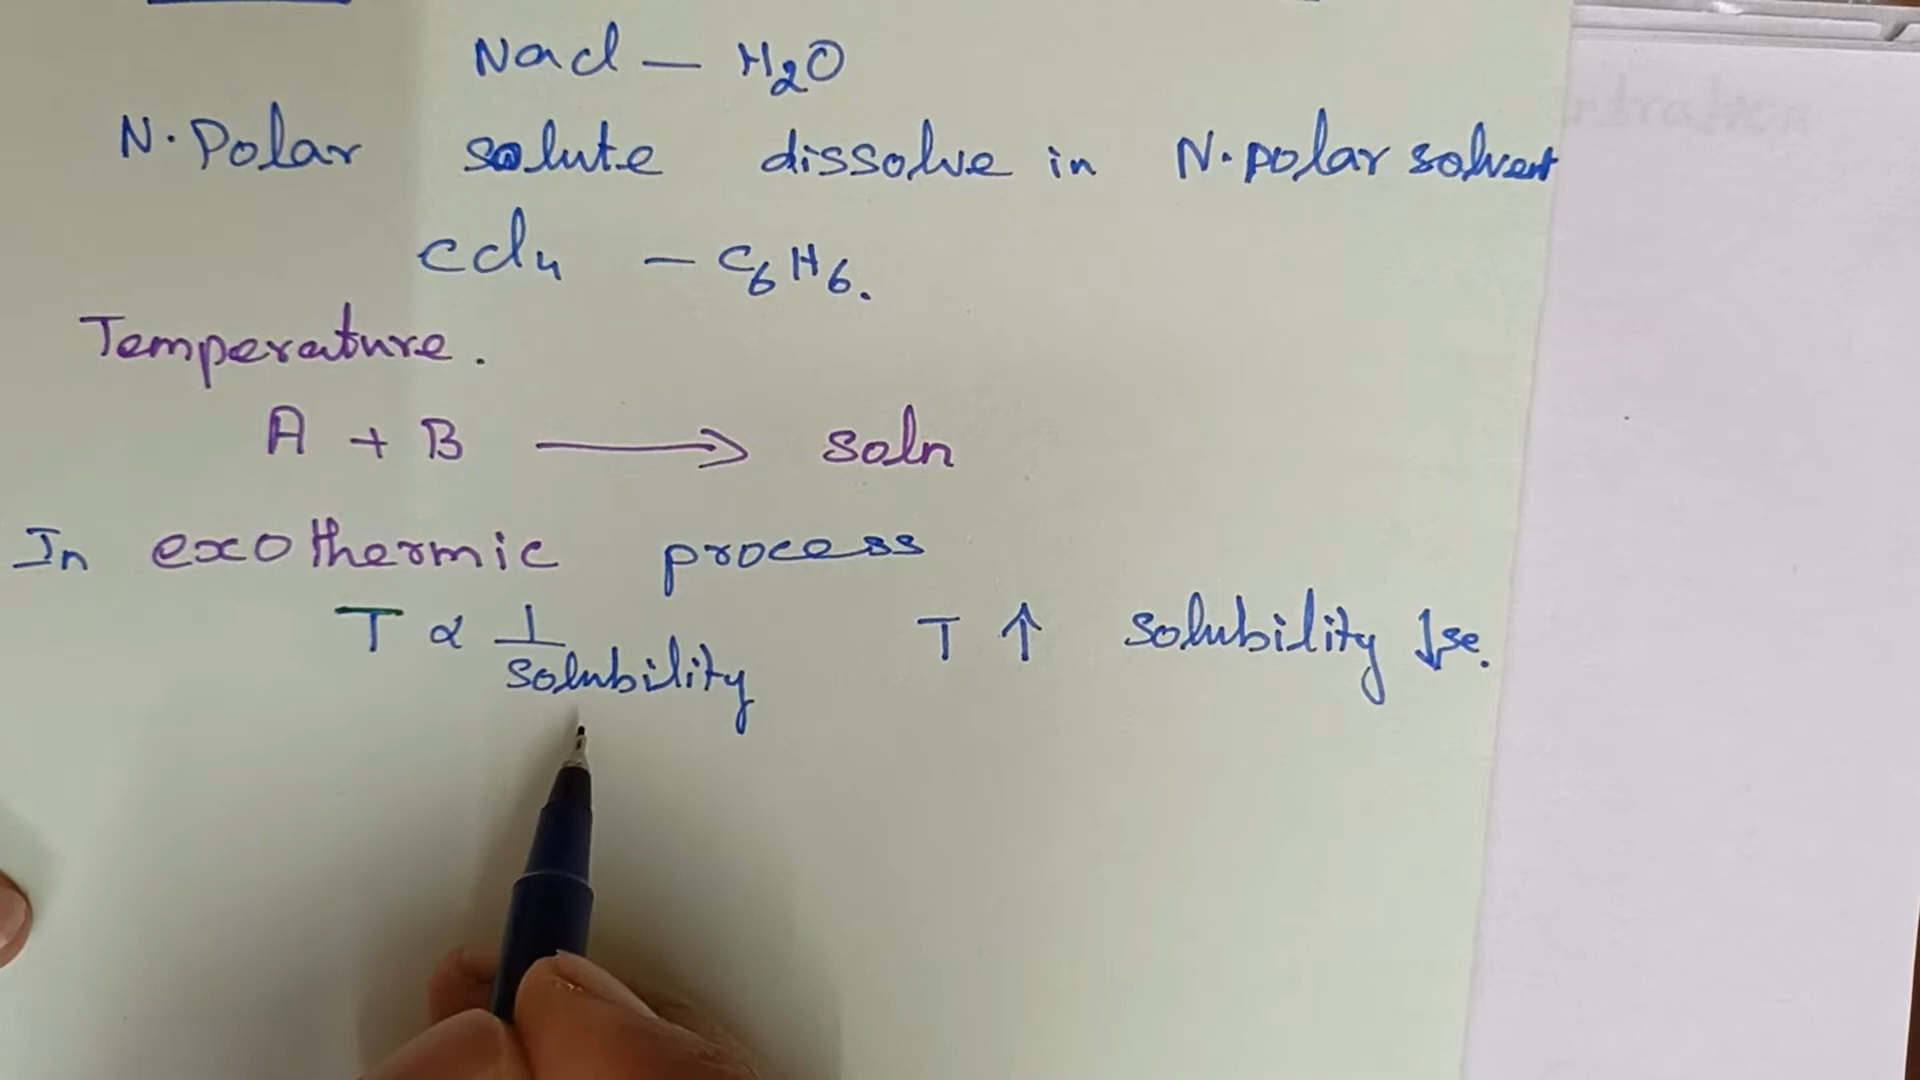 Nacl — H2O
N. Polar solute dissolve in N. polar solvent
ccl4 — C6H6.
Temperature.
A + B ⟶ soln
In exothermic process
T ∝ 1/solubility T ↑ solubility ↓se.